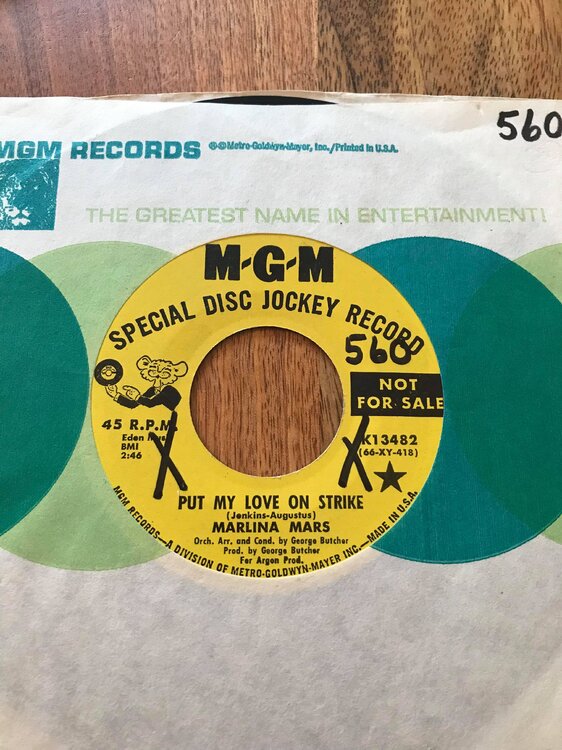 560
MGM RECORDS ®©Metro-Goldwyn-Mayer, Inc./Printed in U.S.A.
THE GREATEST NAME IN ENTERTAINMENT!
M-G-M
SPECIAL DISC JOCKEY RECORD
560
NOT
FOR SALE
45 R.P.M.
Eden
BMI
2:46
X
X
K13482
(66-XY-418)
PUT MY LOVE ON STRIKE
(Jenkins-Augustus)
MARLINA MARS
Orch. Arr. and Cond. by George Butcher
Prod. by George Butcher
For Argon Prod.
MGM RECORDS—A DIVISION OF METRO-GOLDWYN-MAYER INC.—MADE IN U.S.A.